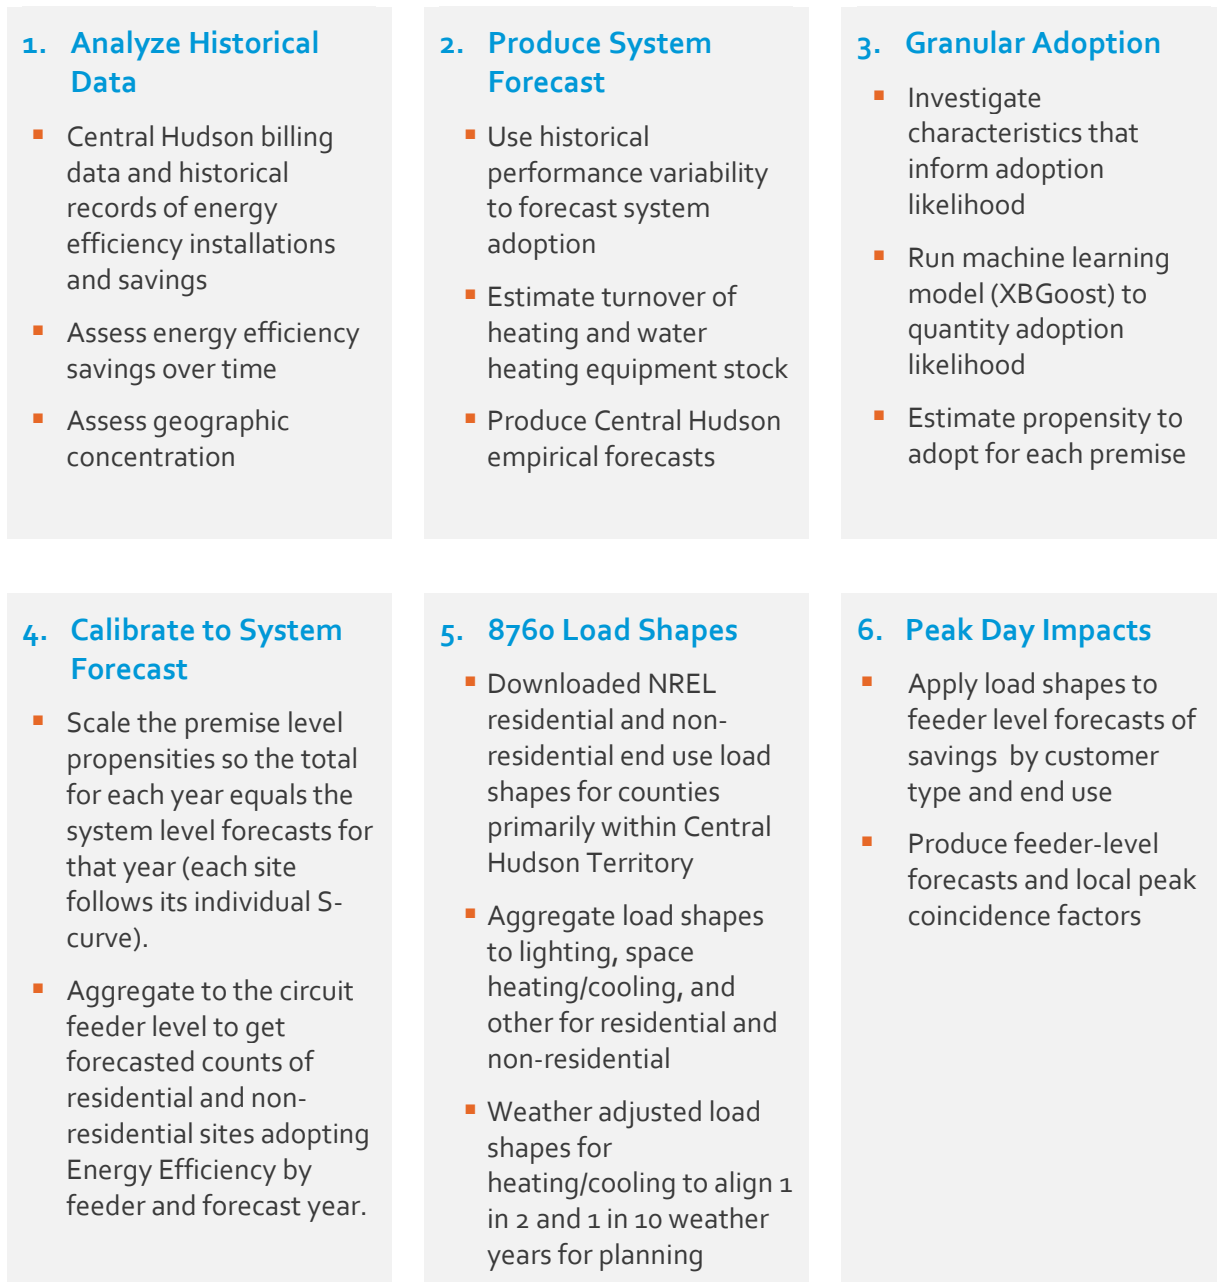 1. Analyze Historical
Data
▪ Central Hudson billing
data and historical
records of energy
efficiency installations
and savings
▪ Assess energy efficiency
savings over time
▪ Assess geographic
concentration
2. Produce System
Forecast
▪ Use historical
performance variability
to forecast system
adoption
▪ Estimate turnover of
heating and water
heating equipment stock
▪ Produce Central Hudson
empirical forecasts
3. Granular Adoption
▪ Investigate
characteristics that
inform adoption
likelihood
▪ Run machine learning
model (XBGoost) to
quantity adoption
likelihood
▪ Estimate propensity to
adopt for each premise
4. Calibrate to System
Forecast
▪ Scale the premise level
propensities so the total
for each year equals the
system level forecasts for
that year (each site
follows its individual S-
curve).
▪ Aggregate to the circuit
feeder level to get
forecasted counts of
residential and non-
residential sites adopting
Energy Efficiency by
feeder and forecast year.
5. 8760 Load Shapes
▪ Downloaded NREL
residential and non-
residential end use load
shapes for counties
primarily within Central
Hudson Territory
▪ Aggregate load shapes
to lighting, space
heating/cooling, and
other for residential and
non-residential
▪ Weather adjusted load
shapes for
heating/cooling to align 1
in 2 and 1 in 10 weather
years for planning
6. Peak Day Impacts
▪ Apply load shapes to
feeder level forecasts of
savings by customer
type and end use
▪ Produce feeder-level
forecasts and local peak
coincidence factors